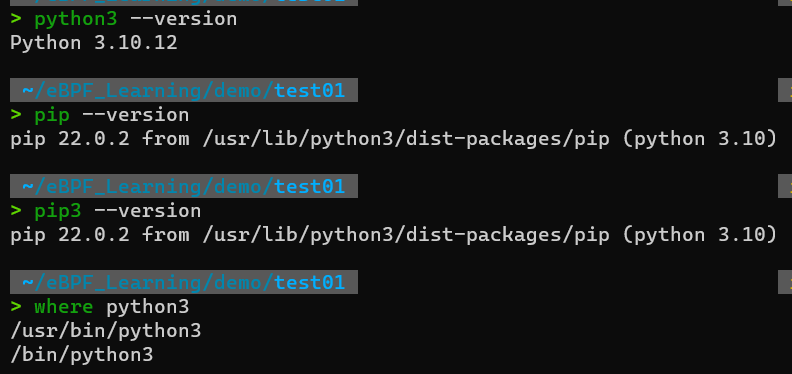 > python3 --version
Python 3.10.12
~/eBPF_Learning/demo/test01
> pip --version
pip 22.0.2 from /usr/lib/python3/dist-packages/pip (python 3.10)
~/eBPF_Learning/demo/test01
> pip3 --version
pip 22.0.2 from /usr/lib/python3/dist-packages/pip (python 3.10)
~/eBPF_Learning/demo/test01
> where python3
/usr/bin/python3
/bin/python3